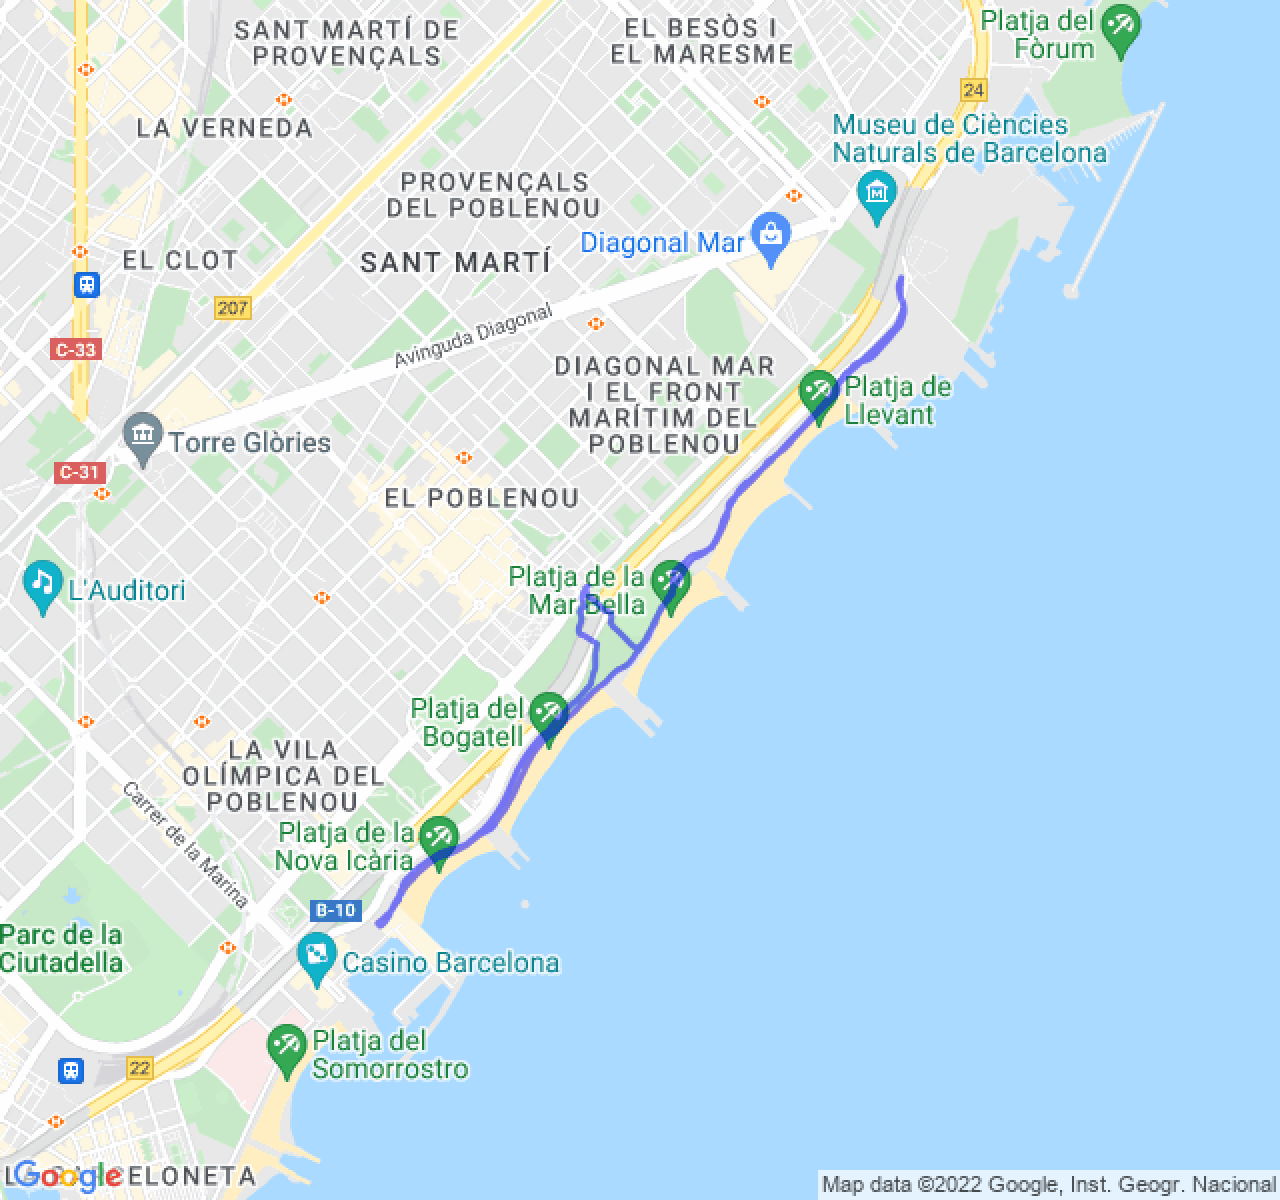 Platja del
Fòrum
SANT MARTÍ DE
PROVENÇALS
EL BESÒS I
EL MARESME
24
LA VERNEDA
Museu de Ciències
Naturals de Barcelona
PROVENÇALS
DEL POBLENOU
Diagonal Mar
EL CLOT
SANT MARTÍ
207
Avinguda Diagonal
C-33
DIAGONAL MAR
I EL FRONT
MARÍTIM DEL
POBLENOU
Platja de
Llevant
Torre Glòries
C-31
EL POBLENOU
L'Auditori
Platja de la
Mar Bella
Platja del
Bogatell
LA VILA
OLÍMPICA DEL
POBLENOU
Carrer de la Marina
Platja de la
Nova Icària
B-10
Parc de la
Ciutadella
Casino Barcelona
Platja del
Somorrostro
22
Google
CELONETA
Map data ©2022 Google, Inst. Geogr. Nacional